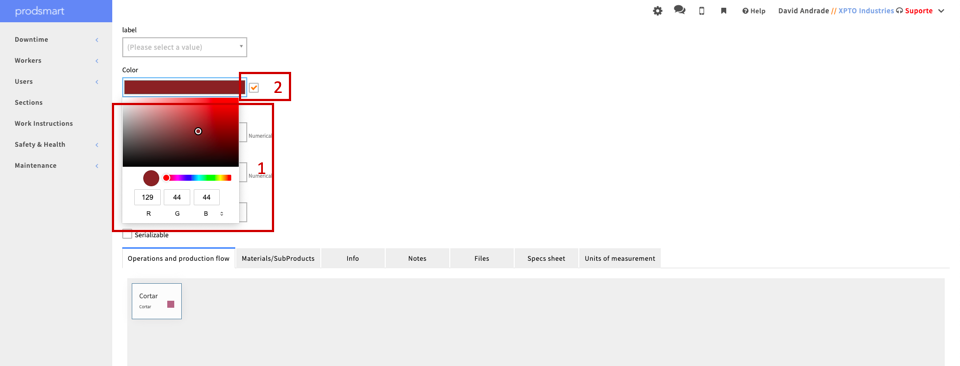 prodsmart
Help
David Andrade // XPTO Industries Suporte
Downtime
Workers
Users
Sections
Work Instructions
Safety & Health
Maintenance
label
(Please select a value)
Color
2
Numerical
1
Numerical
129 44 44
R G B
Serializable
Operations and production flow Materials/SubProducts Info Notes Files Specs sheet Units of measurement
Cortar
Cortar